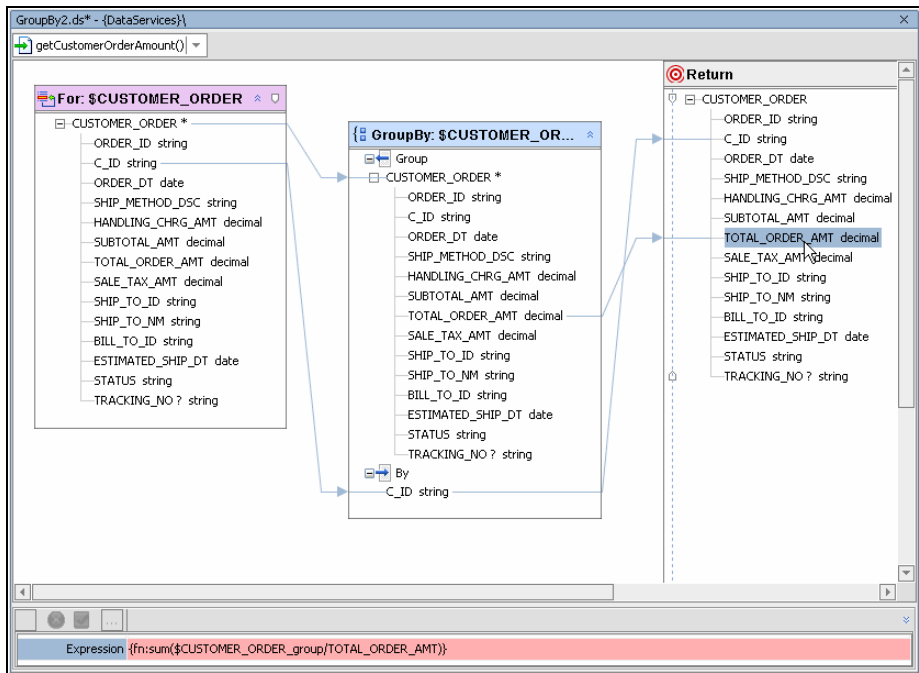 GroupBy2.ds* - {DataServices}\
getCustomerOrderAmount()
For: $CUSTOMER_ORDER
CUSTOMER_ORDER *
ORDER_ID string
C_ID string
ORDER_DT date
SHIP_METHOD_DSC string
HANDLING_CHRG_AMT decimal
SUBTOTAL_AMT decimal
TOTAL_ORDER_AMT decimal
SALE_TAX_AMT decimal
SHIP_TO_ID string
SHIP_TO_NM string
BILL_TO_ID string
ESTIMATED_SHIP_DT date
STATUS string
TRACKING_NO ? string
GroupBy: $CUSTOMER_OR...
Group
CUSTOMER_ORDER *
ORDER_ID string
C_ID string
ORDER_DT date
SHIP_METHOD_DSC string
HANDLING_CHRG_AMT decimal
SUBTOTAL_AMT decimal
TOTAL_ORDER_AMT decimal
SALE_TAX_AMT decimal
SHIP_TO_ID string
SHIP_TO_NM string
BILL_TO_ID string
ESTIMATED_SHIP_DT date
STATUS string
TRACKING_NO ? string
By
C_ID string
Return
CUSTOMER_ORDER
ORDER_ID string
C_ID string
ORDER_DT date
SHIP_METHOD_DSC string
HANDLING_CHRG_AMT decimal
SUBTOTAL_AMT decimal
TOTAL_ORDER_AMT decimal
SALE_TAX_AMT decimal
SHIP_TO_ID string
SHIP_TO_NM string
BILL_TO_ID string
ESTIMATED_SHIP_DT date
STATUS string
TRACKING_NO ? string
...
Expression {fn:sum($CUSTOMER_ORDER_group/TOTAL_ORDER_AMT)}